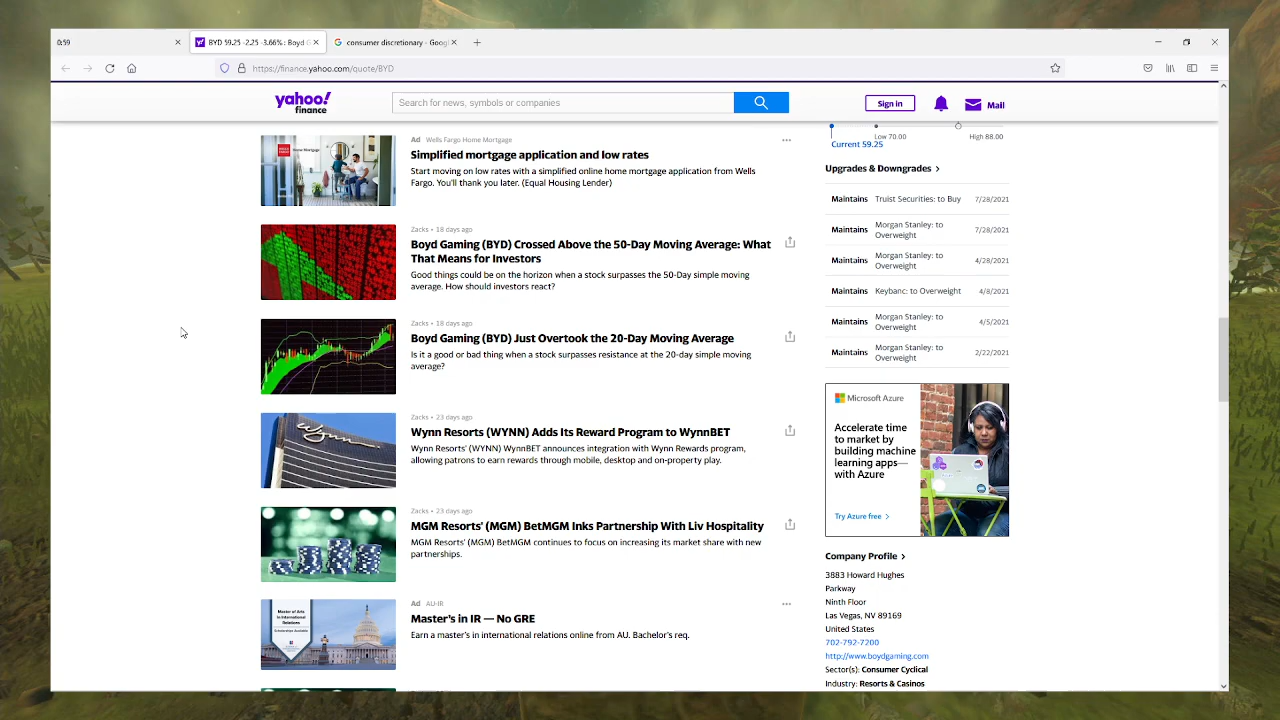 0:59
BYD 59.25 -2.25 -3.66% : Boyd G
consumer discretionary - Googl
https://finance.yahoo.com/quote/BYD
yahoo!
finance
Search for news, symbols or companies
Sign in
Mail
Ad Wells Fargo Home Mortgage
Simplified mortgage application and low rates
Start moving on low rates with a simplified online home mortgage application from Wells
Fargo. You'll thank you later. (Equal Housing Lender)
Zacks • 18 days ago
Boyd Gaming (BYD) Crossed Above the 50-Day Moving Average: What
That Means for Investors
Good things could be on the horizon when a stock surpasses the 50-Day simple moving
average. How should investors react?
Zacks • 18 days ago
Boyd Gaming (BYD) Just Overtook the 20-Day Moving Average
Is it a good or bad thing when a stock surpasses resistance at the 20-day simple moving
average?
wynn
Zacks • 23 days ago
Wynn Resorts (WYNN) Adds Its Reward Program to WynnBET
Wynn Resorts' (WYNN) WynnBET announces integration with Wynn Rewards program,
allowing patrons to earn rewards through mobile, desktop and on-property play.
Zacks • 23 days ago
MGM Resorts' (MGM) BetMGM Inks Partnership With Liv Hospitality
MGM Resorts' (MGM) BetMGM continues to focus on increasing its market share with new
partnerships.
Master of Arts
in International
Relations
Scholarships Available
Ad AU-IR
Master's in IR — No GRE
Earn a master's in international relations online from AU. Bachelor's req.
Low 70.00
High 88.00
Current 59.25
Upgrades & Downgrades
Maintains Truist Securities: to Buy 7/28/2021
Maintains Morgan Stanley: to Overweight 7/28/2021
Maintains Morgan Stanley: to Overweight 4/28/2021
Maintains Keybanc: to Overweight 4/8/2021
Maintains Morgan Stanley: to Overweight 4/5/2021
Maintains Morgan Stanley: to Overweight 2/22/2021
Microsoft Azure
Accelerate time
to market by
building machine
learning apps—
with Azure
Try Azure free >
Company Profile
3883 Howard Hughes
Parkway
Ninth Floor
Las Vegas, NV 89169
United States
702-792-7200
http://www.boydgaming.com
Sector(s): Consumer Cyclical
Industry: Resorts & Casinos